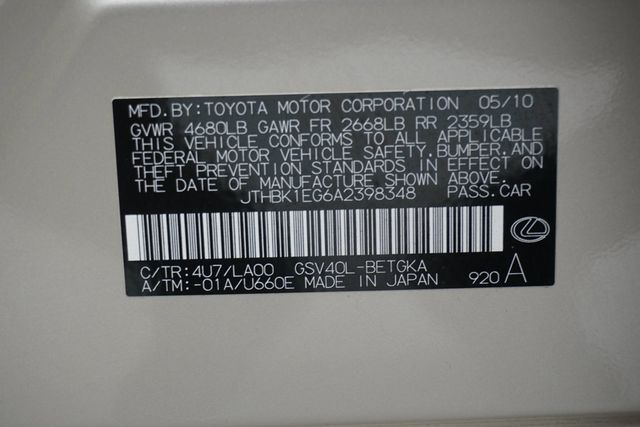 MFD.BY:TOYOTA MOTOR CORPORATION 05/10
GVWR 4680LB GAWR FR 2668LB RR 2359LB
THIS VEHICLE CONFORMS TO ALL APPLICABLE
FEDERAL MOTOR VEHICLE SAFETY,BUMPER,AND
THEFT PREVENTION STANDARDS IN EFFECT ON
THE DATE OF MANUFACTURE SHOWN ABOVE.
JTHBK1EG6A2398348 PASS.CAR
C/TR:4U7/LA00 GSV40L-BETGKA
A/TM:-01A/U660E MADE IN JAPAN 920 A